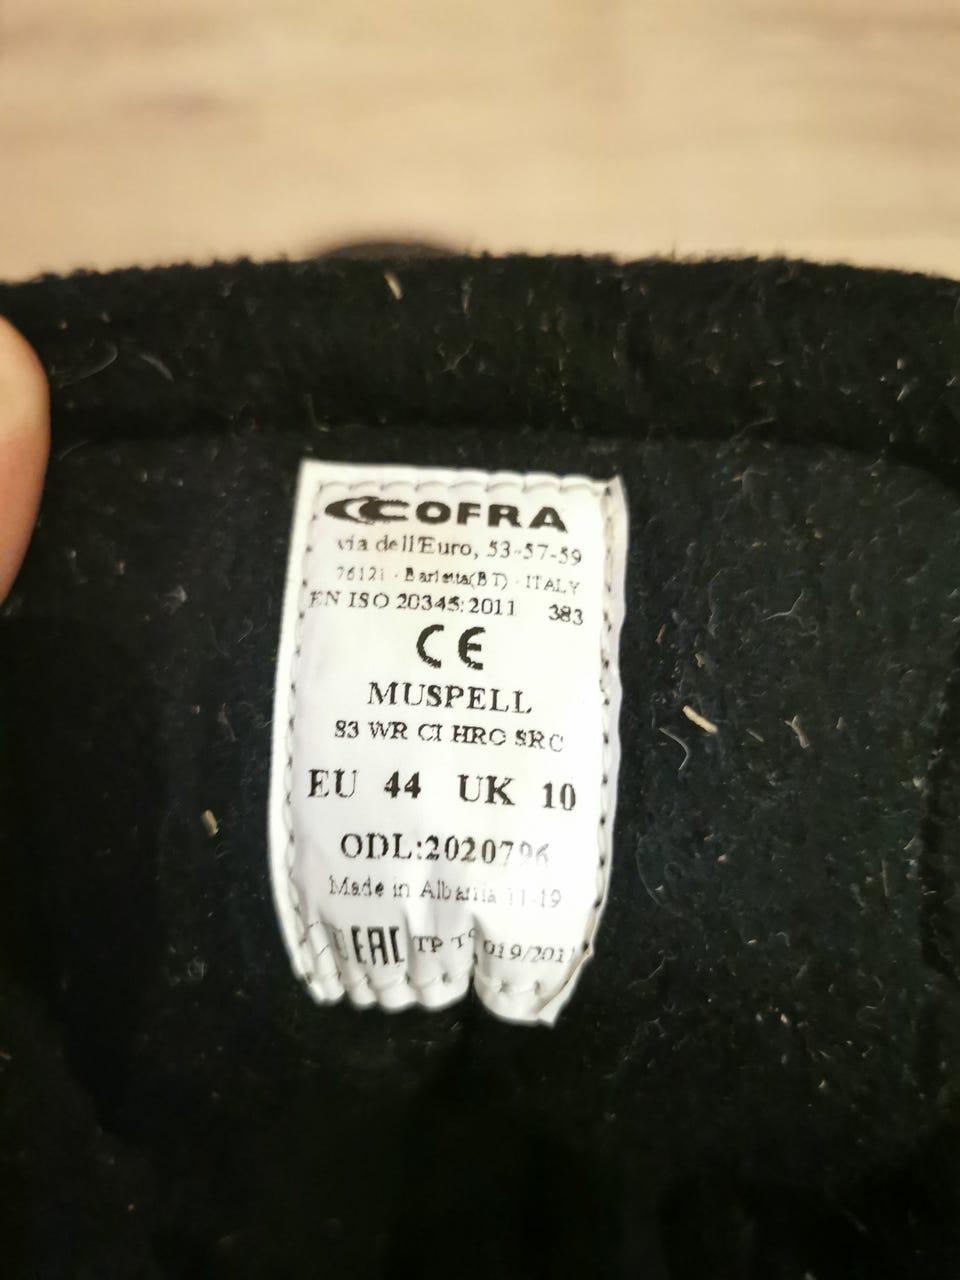 COFRA
via dell'Euro, 53-57-59
76121 - Barletta(BT) - ITALY
EN ISO 20345:2011 383
CE
MUSPELL
S3 WR CI HRO SRC
EU 44 UK 10
ODL:2020796
Made in Albania 11-19
EAC TP TC 019/2011